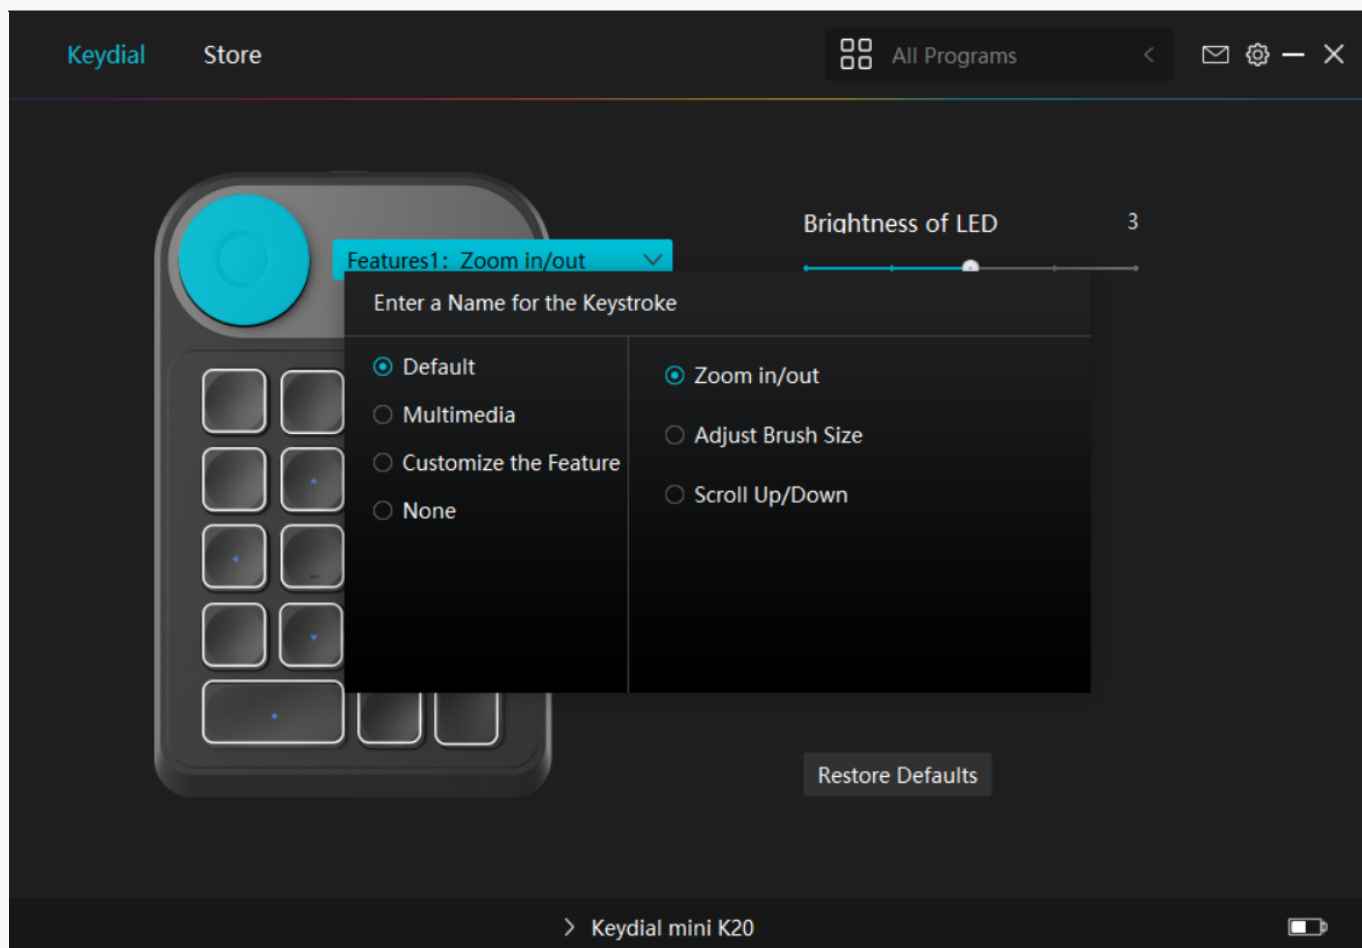 Keydial Store All Programs
Brightness of LED 3
Features1: Zoom in/out
Enter a Name for the Keystroke
Default
Multimedia
Customize the Feature
None
Zoom in/out
Adjust Brush Size
Scroll Up/Down
Restore Defaults
Keydial mini K20